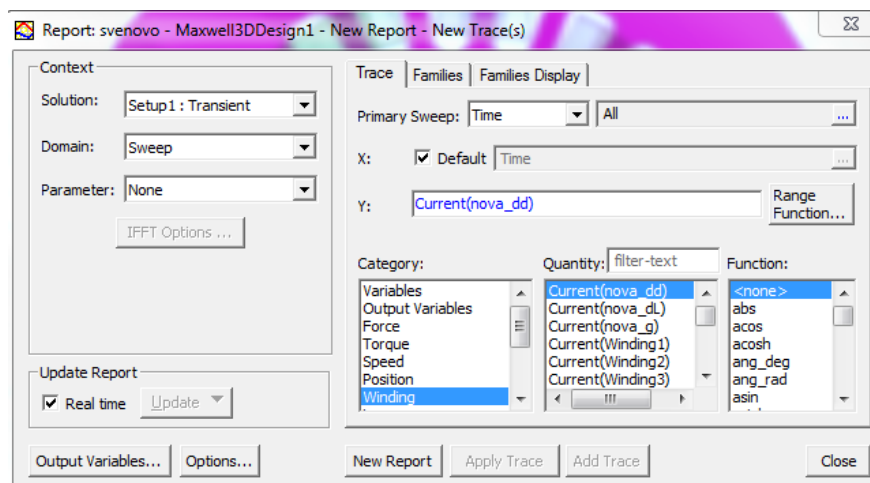 Report: svenovo - Maxwell3DDesign1 - New Report - New Trace(s)
Context
Solution: Setup1 : Transient
Domain: Sweep
Parameter: None
IFFT Options ...
Update Report
Real time Update
Output Variables... Options...
Trace Families Families Display
Primary Sweep: Time All ...
X: Default Time ...
Y: Current(nova_dd) Range Function...
Category:
Variables
Output Variables
Force
Torque
Speed
Position
Winding
Quantity: filter-text
Current(nova_dd)
Current(nova_dL)
Current(nova_g)
Current(Winding1)
Current(Winding2)
Current(Winding3)
Function:
<none>
abs
acos
acosh
ang_deg
ang_rad
asin
New Report Apply Trace Add Trace Close